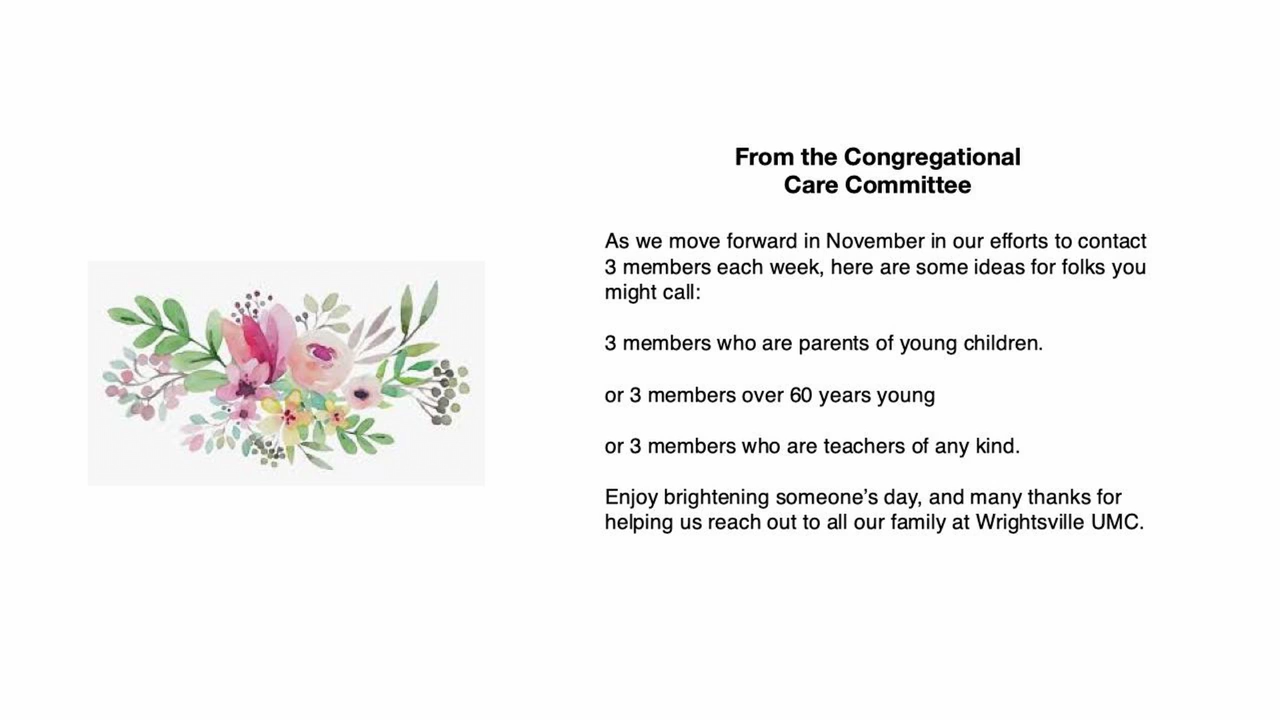 From the Congregational
Care Committee
As we move forward in November in our efforts to contact
3 members each week, here are some ideas for folks you
might call:
3 members who are parents of young children.
or 3 members over 60 years young
or 3 members who are teachers of any kind.
Enjoy brightening someone’s day, and many thanks for
helping us reach out to all our family at Wrightsville UMC.